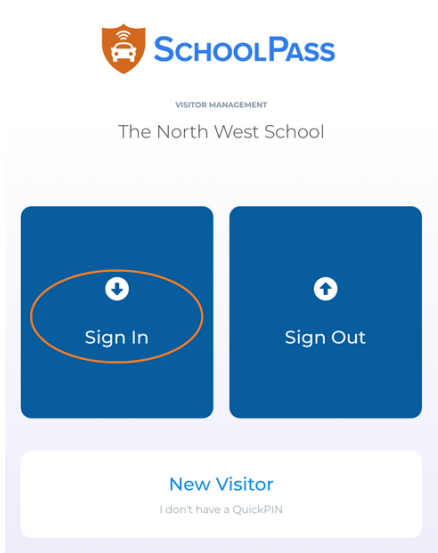 SCHOOLPASS
VISITOR MANAGEMENT
The North West School
Sign In
Sign Out
New Visitor
I don't have a QuickPIN